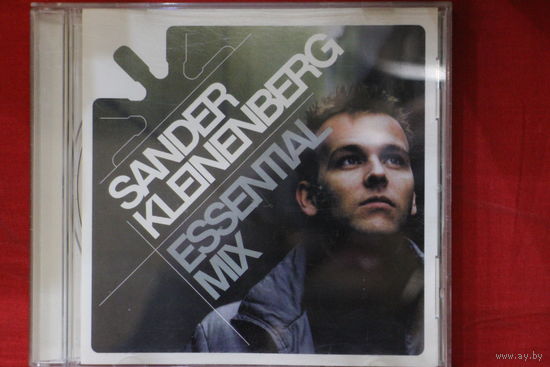 SANDER
KLEINENBERG
ESSENTIAL
MIX
www.ay.by